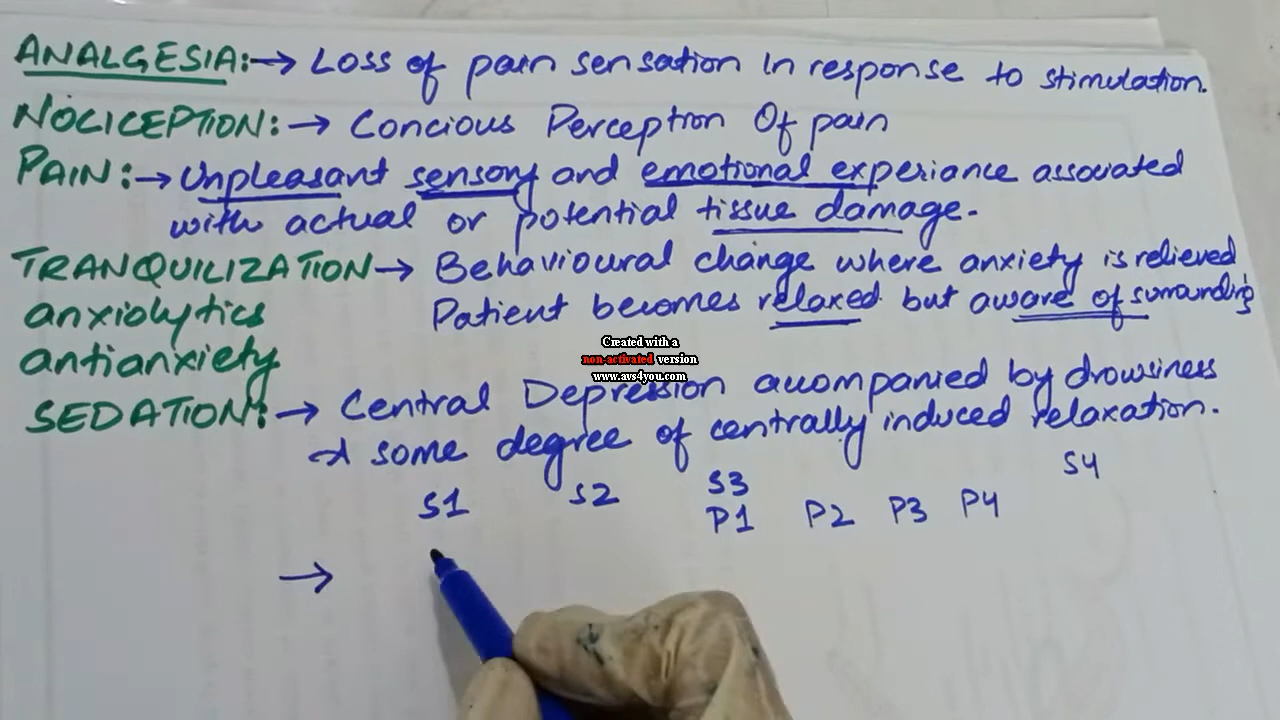 ANALGESIA:→ Loss of pain sensation in response to stimulation.
NOCICEPTION:→ Concious Perception Of pain
PAIN:→ Unpleasant sensory and emotional experiance associated
with actual or potential tissue damage.
TRANQUILIZATION → Behavioural change where anxiety is relieved
anxiolytics Patient becomes relaxed but aware of surrounding
antianxiety
Created with a
non-activated version
www.avs4you.com
SEDATION:→ Central Depression accompanied by drowsiness
→ some degree of centrally induced relaxation.
S1 S2 S3 S4
P1 P2 P3 P4
→